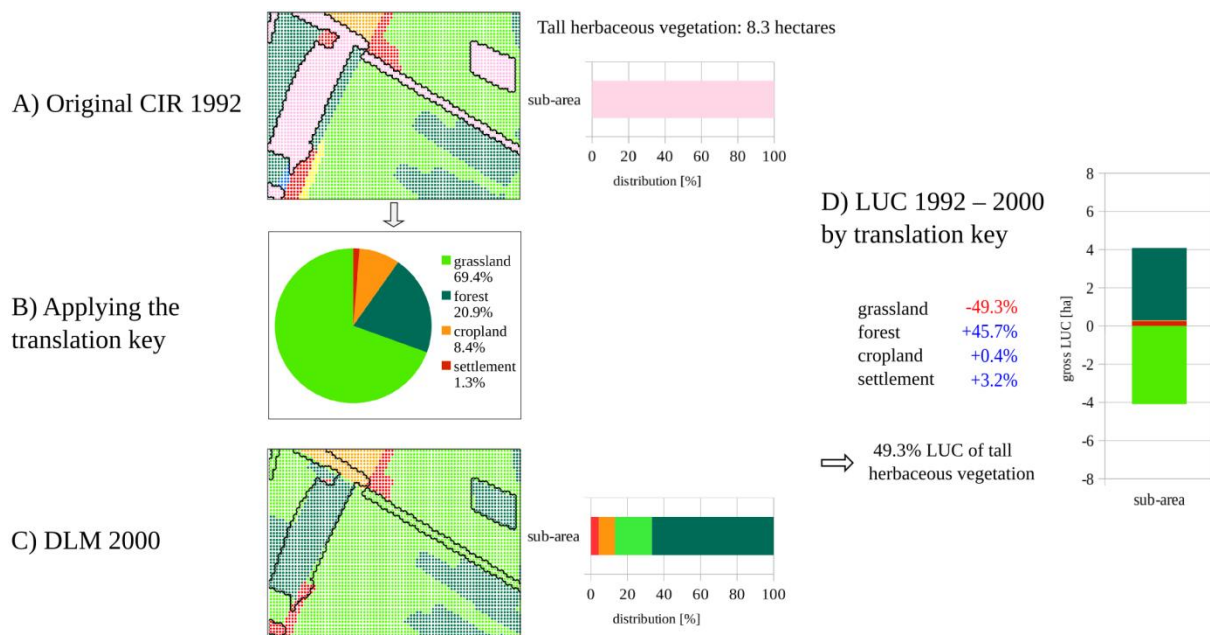 Tall herbaceous vegetation: 8.3 hectares
A) Original CIR 1992
sub-area
0 20 40 60 80 100
distribution [%]
B) Applying the
translation key
grassland
69.4%
forest
20.9%
cropland
8.4%
settlement
1.3%
C) DLM 2000
sub-area
0 20 40 60 80 100
distribution [%]
D) LUC 1992 – 2000
by translation key
grassland -49.3%
forest +45.7%
cropland +0.4%
settlement +3.2%
49.3% LUC of tall
herbaceous vegetation
gross LUC [ha]
8
6
4
2
0
-2
-4
-6
-8
sub-area